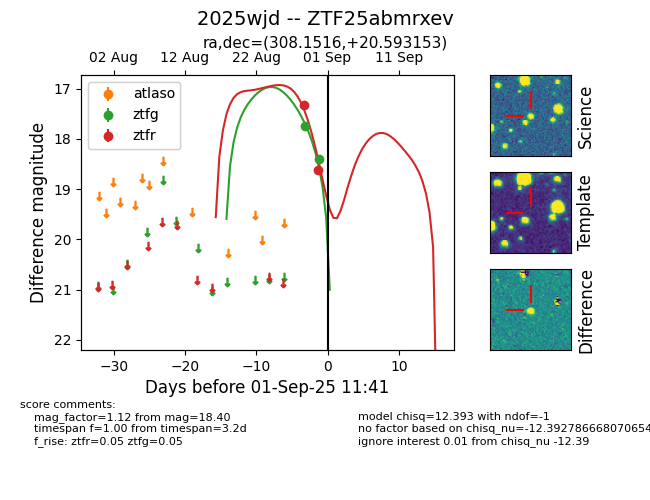 2025wjd -- ZTF25abmrxev
ra,dec=(308.1516,+20.593153)
02 Aug 12 Aug 22 Aug 01 Sep 11 Sep
atlaso
ztfg
ztfr
17
18
19
20
21
22
Difference magnitude
−30 −20 −10 0 10
Days before 01-Sep-25 11:41
Science
Template
Difference
score comments:
mag_factor=1.12 from mag=18.40
timespan f=1.00 from timespan=3.2d
f_rise: ztfr=0.05 ztfg=0.05
model chisq=12.393 with ndof=-1
no factor based on chisq_nu=-12.392786668070654
ignore interest 0.01 from chisq_nu -12.39